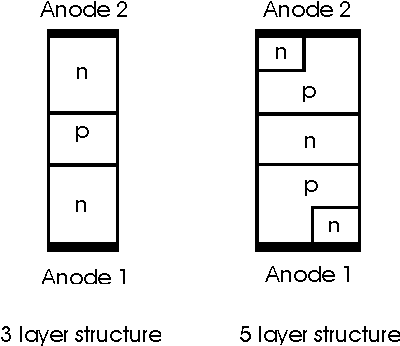 Anode 2
n
p
n
Anode 1
3 layer structure
Anode 2
n
p
n
p
n
Anode 1
5 layer structure